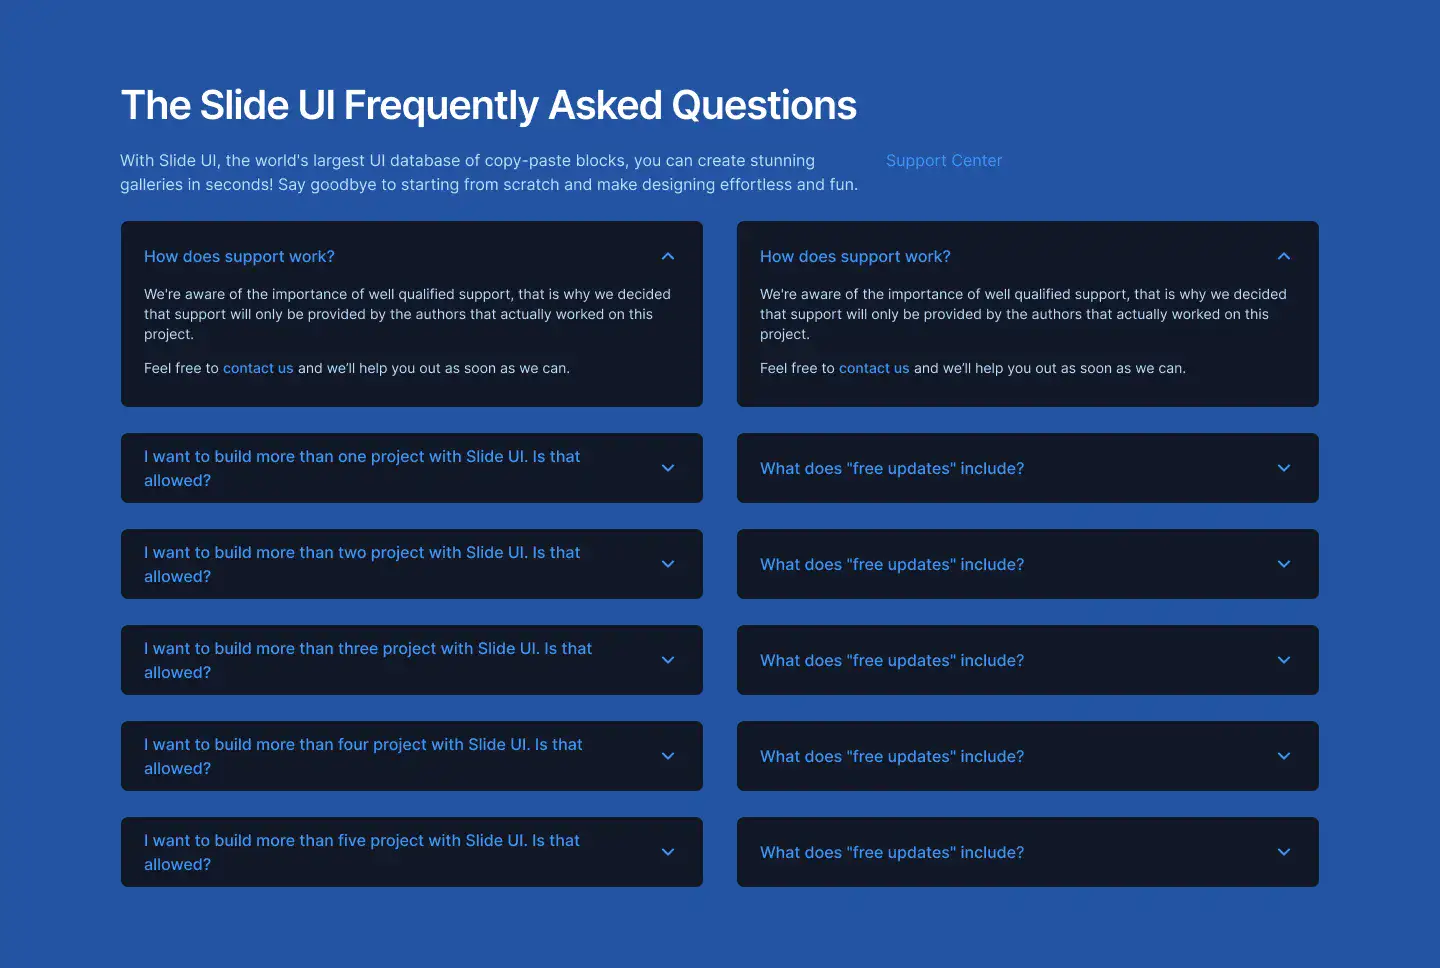 The Slide UI Frequently Asked Questions
With Slide UI, the world's largest UI database of copy-paste blocks, you can create stunning
galleries in seconds! Say goodbye to starting from scratch and make designing effortless and fun.
Support Center
How does support work?
We're aware of the importance of well qualified support, that is why we decided
that support will only be provided by the authors that actually worked on this
project.
Feel free to contact us and we’ll help you out as soon as we can.
I want to build more than one project with Slide UI. Is that
allowed?
I want to build more than two project with Slide UI. Is that
allowed?
I want to build more than three project with Slide UI. Is that
allowed?
I want to build more than four project with Slide UI. Is that
allowed?
I want to build more than five project with Slide UI. Is that
allowed?
How does support work?
We're aware of the importance of well qualified support, that is why we decided
that support will only be provided by the authors that actually worked on this
project.
Feel free to contact us and we’ll help you out as soon as we can.
What does "free updates" include?
What does "free updates" include?
What does "free updates" include?
What does "free updates" include?
What does "free updates" include?